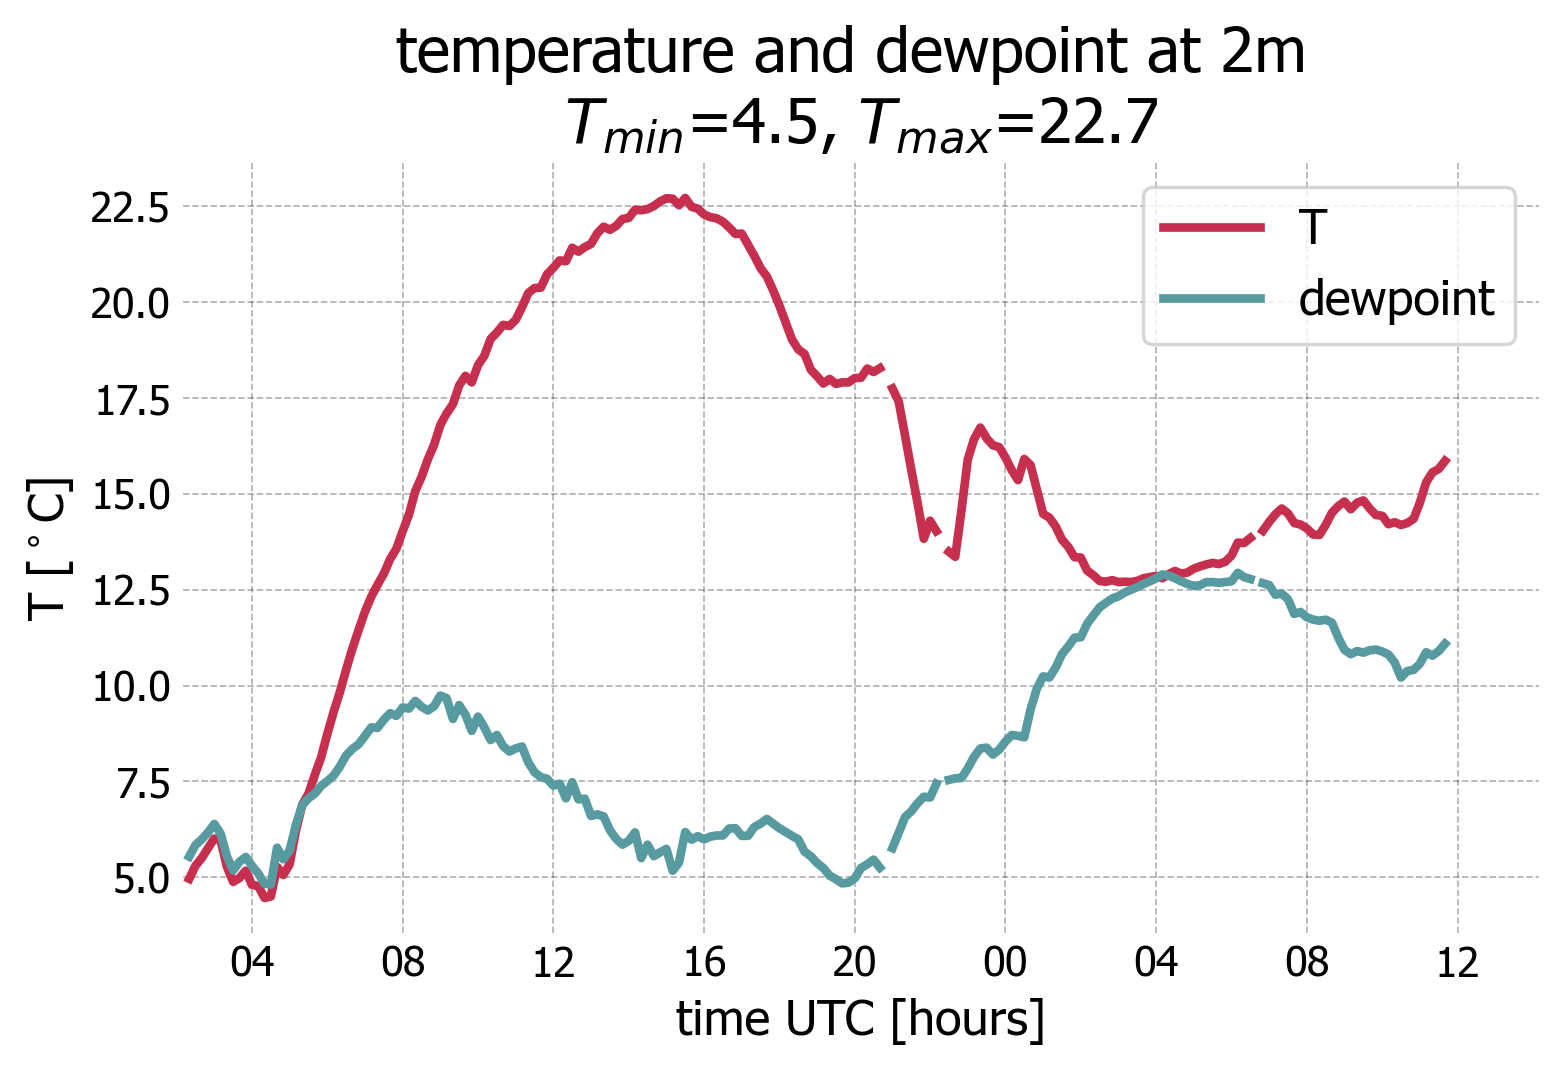 temperature and dewpoint at 2m
T_min=4.5, T_max=22.7
T
dewpoint
22.5
20.0
17.5
15.0
12.5
10.0
7.5
5.0
T [°C]
04 08 12 16 20 00 04 08 12
time UTC [hours]